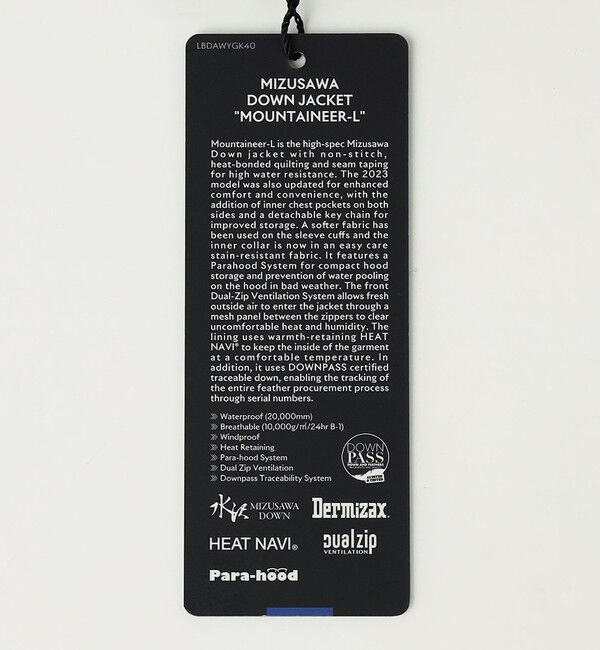 LBDAWYGK40
MIZUSAWA
DOWN JACKET
"MOUNTAINEER-L"
Mountaineer-L is the high-spec Mizusawa
Down jacket with non-stitch,
heat-bonded quilting and seam taping
for high water resistance. The 2023
model was also updated for enhanced
comfort and convenience, with the
addition of inner chest pockets on both
sides and a detachable key chain for
improved storage. A softer fabric has
been used on the sleeve cuffs and the
inner collar is now in an easy care
stain-resistant fabric. It features a
Parahood System for compact hood
storage and prevention of water pooling
on the hood in bad weather. The front
Dual-Zip Ventilation System allows fresh
outside air to enter the jacket through a
mesh panel between the zippers to clear
uncomfortable heat and humidity. The
lining uses warmth-retaining HEAT
NAVI® to keep the inside of the garment
at a comfortable temperature. In
addition, it uses DOWNPASS certified
traceable down, enabling the tracking of
the entire feather procurement process
through serial numbers.
Waterproof (20,000mm)
Breathable (10,000g/㎡/24hr B-1)
Windproof
Heat Retaining
Para-hood System
Dual Zip Ventilation
Downpass Traceability System
DOWN
PASS
DOWN AND FEATHERS
水沢 MIZUSAWA
DOWN
Dermizax®
HEAT NAVI®
Dualzip
VENTILATION
Para-hood